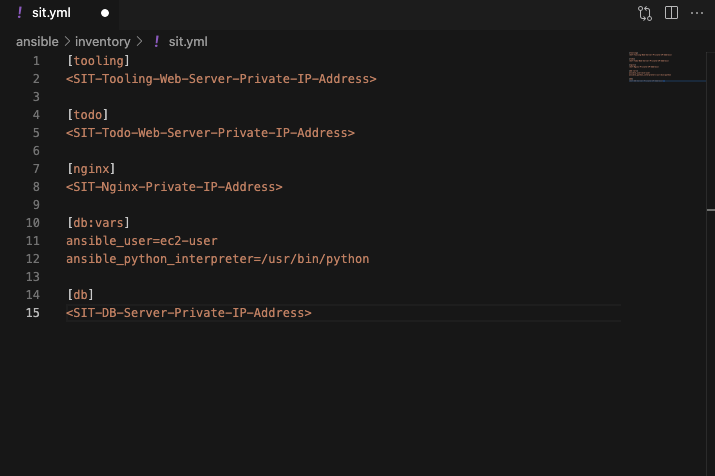 ! sit.yml
ansible > inventory > ! sit.yml
1 [tooling]
2 <SIT-Tooling-Web-Server-Private-IP-Address>
3
4 [todo]
5 <SIT-Todo-Web-Server-Private-IP-Address>
6
7 [nginx]
8 <SIT-Nginx-Private-IP-Address>
9
10 [db:vars]
11 ansible_user=ec2-user
12 ansible_python_interpreter=/usr/bin/python
13
14 [db]
15 <SIT-DB-Server-Private-IP-Address>